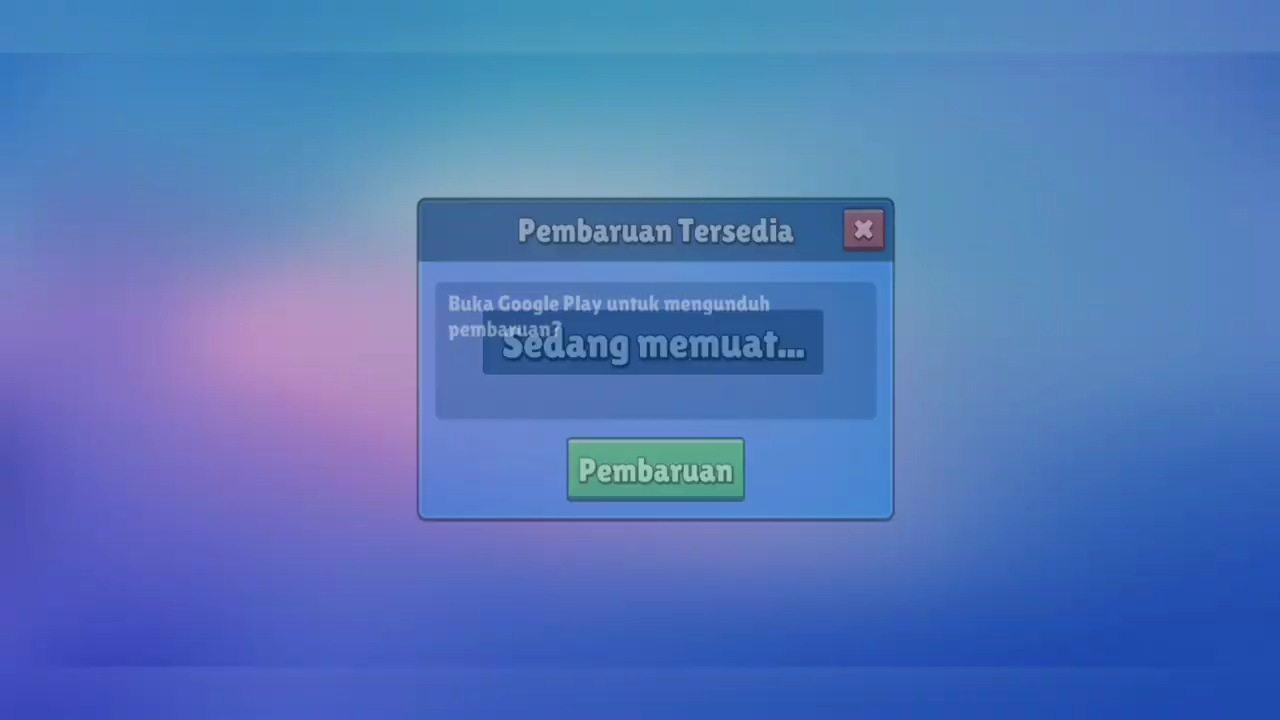 Pembaruan Tersedia
Buka Google Play untuk mengunduh
pembaruan?
Sedang memuat...
Pembaruan